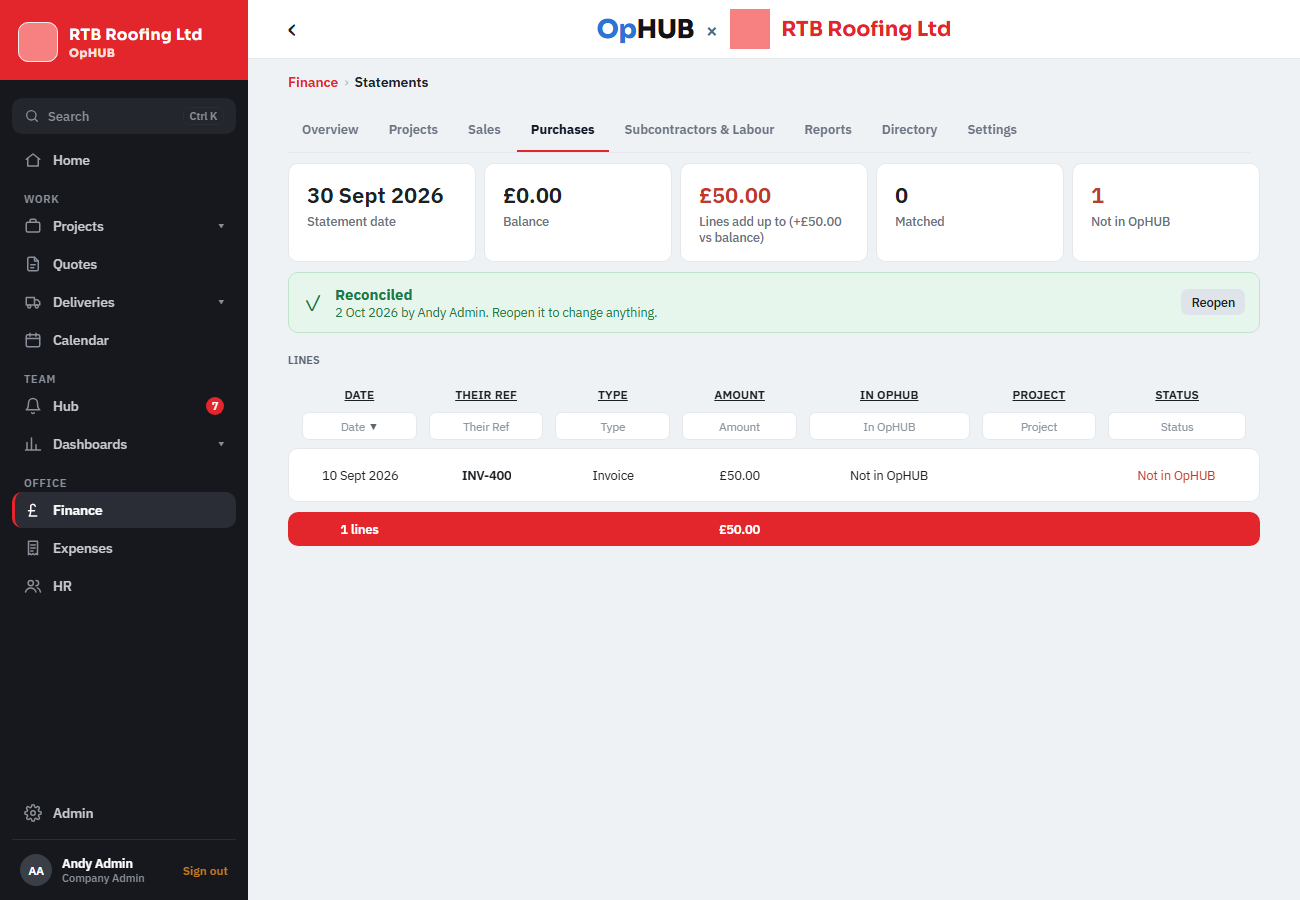 RTB Roofing Ltd
OpHUB
Search Ctrl K
Home
WORK
Projects
Quotes
Deliveries
Calendar
TEAM
Hub 7
Dashboards
OFFICE
Finance
Expenses
HR
Admin
AA Andy Admin
Company Admin
Sign out
OpHUB × RTB Roofing Ltd
Finance › Statements
Overview Projects Sales Purchases Subcontractors & Labour Reports Directory Settings
30 Sept 2026
Statement date
£0.00
Balance
£50.00
Lines add up to (+£50.00
vs balance)
0
Matched
1
Not in OpHUB
Reconciled
2 Oct 2026 by Andy Admin. Reopen it to change anything.
Reopen
LINES
DATE THEIR REF TYPE AMOUNT IN OPHUB PROJECT STATUS
Date ▼ Their Ref Type Amount In OpHUB Project Status
10 Sept 2026 INV-400 Invoice £50.00 Not in OpHUB Not in OpHUB
1 lines £50.00